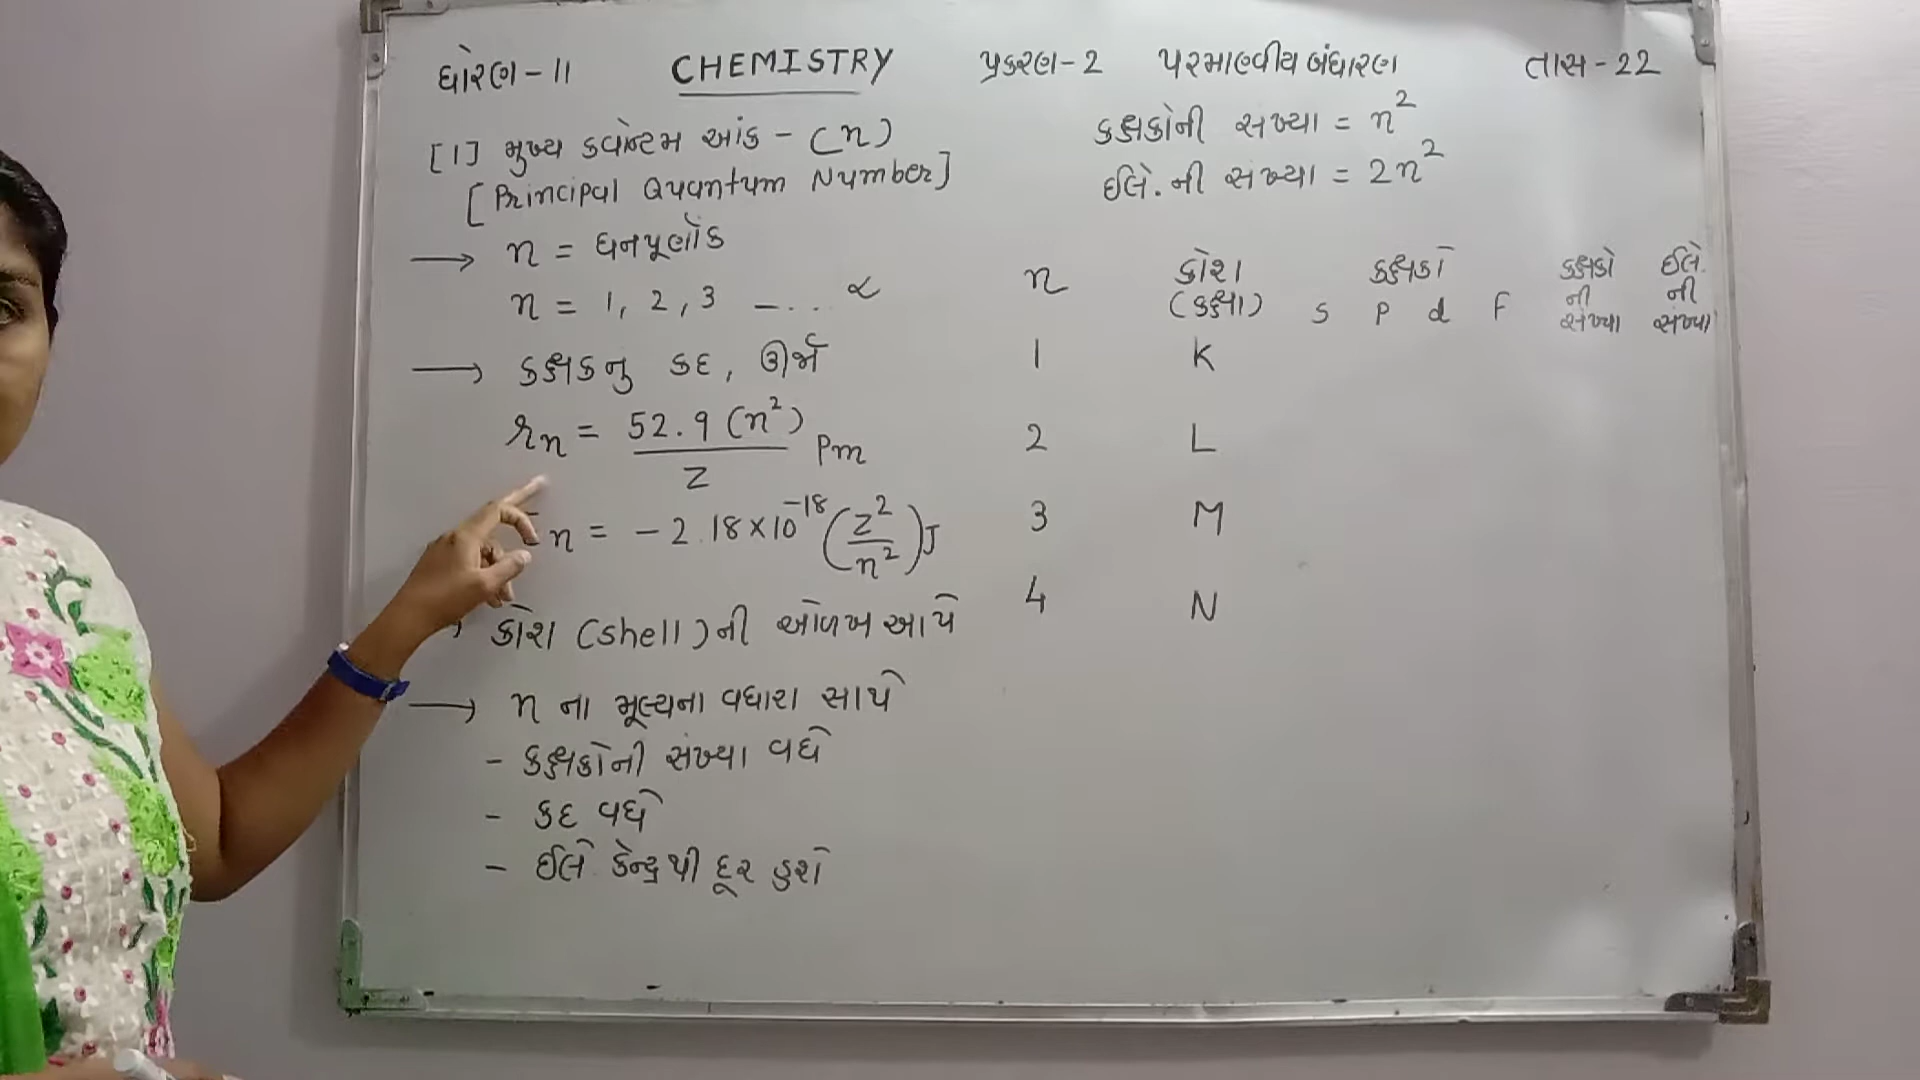 ધોરણ - 11 CHEMISTRY પ્રકરણ - 2 પરમાણ્વીય બંધારણ તાસ - 22
[1] મુખ્ય ક્વોન્ટમ આંક - (n)
[Principal Quantum Number]
→ n = ધનપૂર્ણાંક
n = 1, 2, 3 - ... ∝
→ કક્ષકનુ કદ, ઊર્જા
rn = 52.9 (n²) / Z Pm
n = - 2.18 × 10⁻¹⁸ (Z² / n²) J
કોશ (shell) ની ઓળખ આપે
→ n ના મૂલ્યના વધારા સાથે
- કક્ષકોની સંખ્યા વધે
- કદ વધે
- ઈલે. કેન્દ્રથી દૂર હશે
કક્ષકોની સંખ્યા = n²
ઈલે. ની સંખ્યા = 2n²
n કોશ (કક્ષા) કક્ષકો s p d f કક્ષકો ની સંખ્યા ઈલે. ની સંખ્યા
1 K
2 L
3 M
4 N